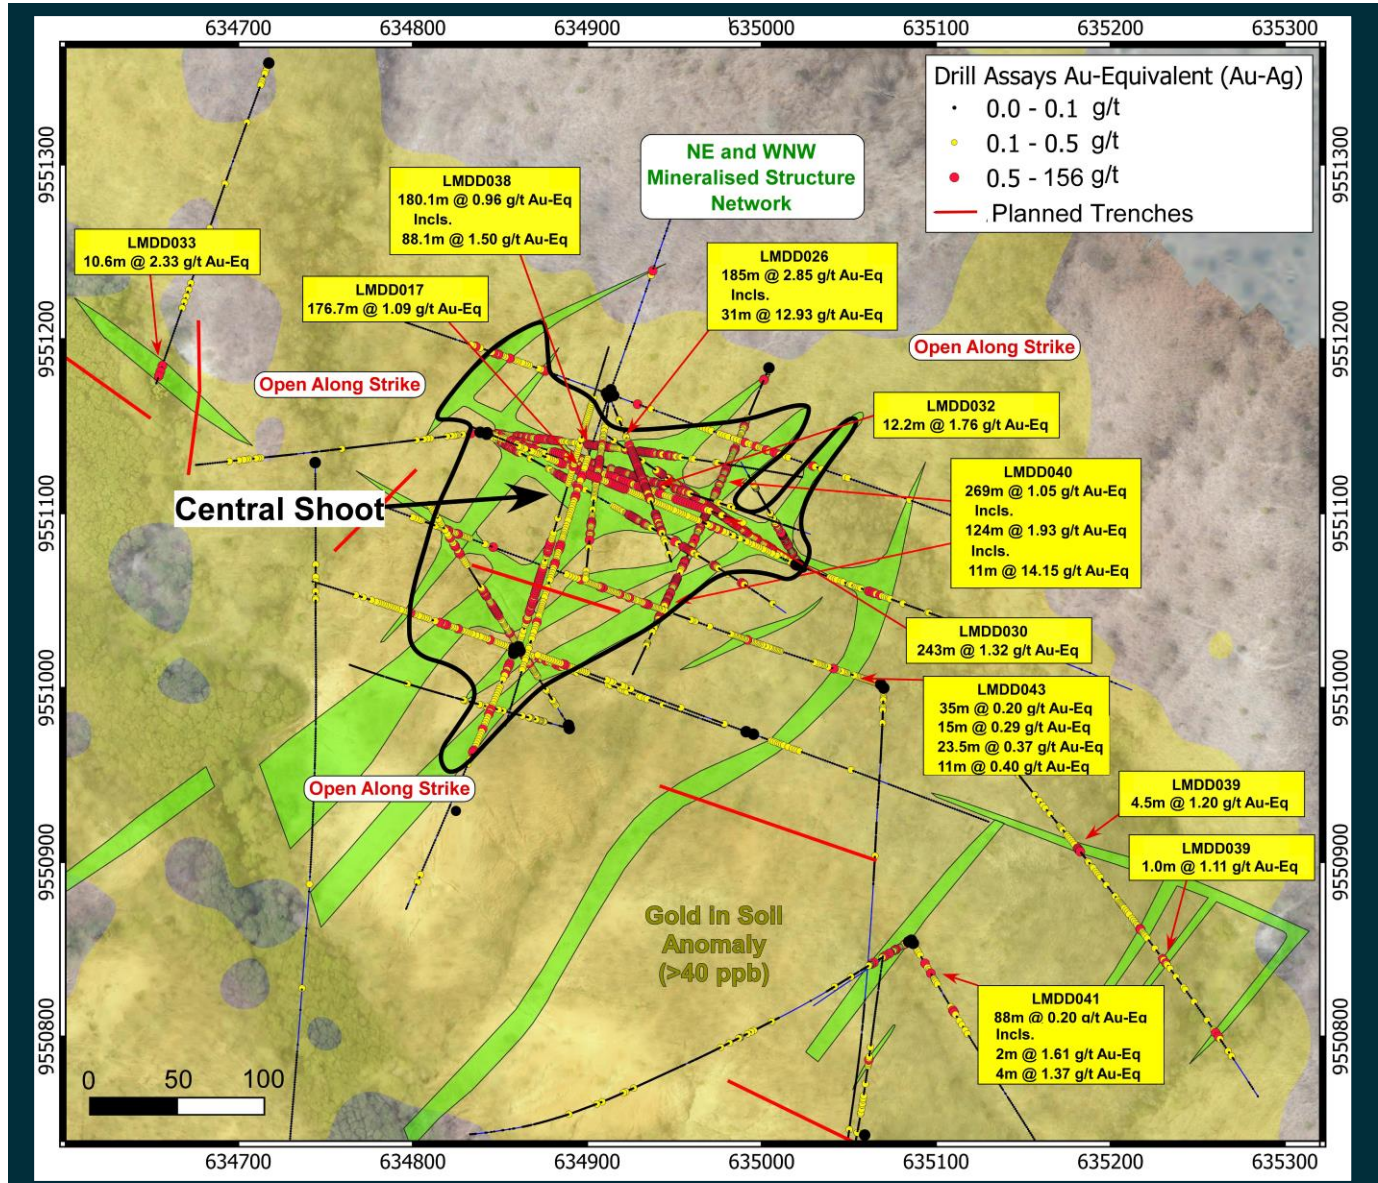 634700 634800 634900 635000 635100 635200 635300
Drill Assays Au-Equivalent (Au-Ag)
0.0 - 0.1 g/t
0.1 - 0.5 g/t
0.5 - 156 g/t
Planned Trenches
NE and WNW
Mineralised Structure
Network
LMDD038
180.1m @ 0.96 g/t Au-Eq
Incls.
88.1m @ 1.50 g/t Au-Eq
LMDD033
10.6m @ 2.33 g/t Au-Eq
LMDD026
185m @ 2.85 g/t Au-Eq
Incls.
31m @ 12.93 g/t Au-Eq
LMDD017
176.7m @ 1.09 g/t Au-Eq
Open Along Strike
Open Along Strike
LMDD032
12.2m @ 1.76 g/t Au-Eq
LMDD040
269m @ 1.05 g/t Au-Eq
Incls.
124m @ 1.93 g/t Au-Eq
Incls.
11m @ 14.15 g/t Au-Eq
Central Shoot
LMDD030
243m @ 1.32 g/t Au-Eq
LMDD043
35m @ 0.20 g/t Au-Eq
15m @ 0.29 g/t Au-Eq
23.5m @ 0.37 g/t Au-Eq
11m @ 0.40 g/t Au-Eq
Open Along Strike
LMDD039
4.5m @ 1.20 g/t Au-Eq
LMDD039
1.0m @ 1.11 g/t Au-Eq
Gold in Soil
Anomaly
(>40 ppb)
LMDD041
88m @ 0.20 g/t Au-Eq
Incls.
2m @ 1.61 g/t Au-Eq
4m @ 1.37 g/t Au-Eq
0 50 100
9551300
9551200
9551100
9551000
9550900
9550800
9551300
9551200
9551100
9551000
9550900
9550800
634700 634800 634900 635000 635100 635200 635300